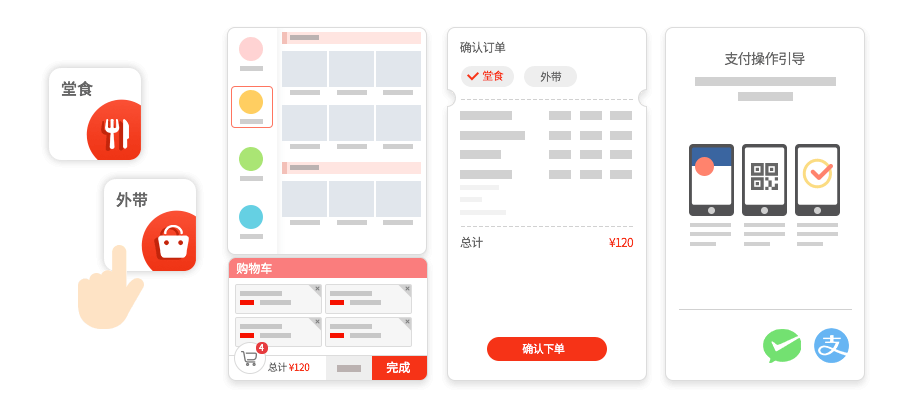 堂食
外带
购物车
4
总计 ¥120
完成
确认订单
堂食
外带
总计
¥120
确认下单
支付操作引导
支